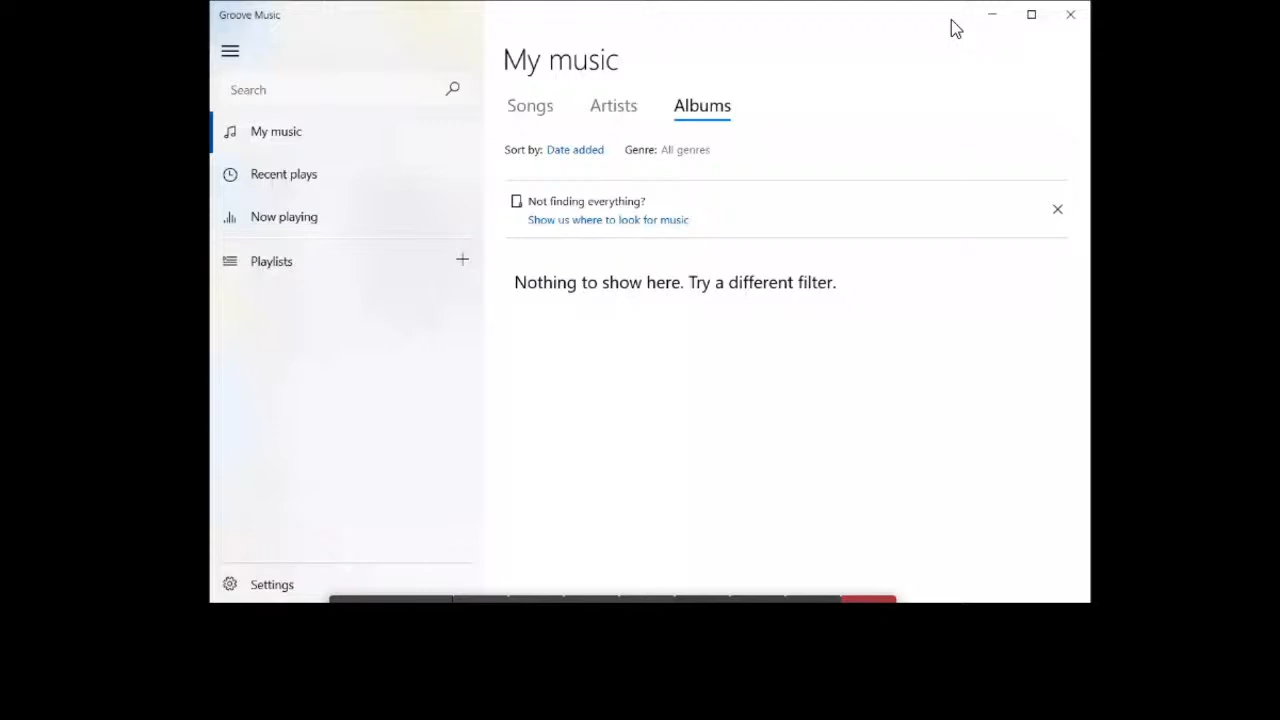 Groove Music
Search
My music
Recent plays
Now playing
Playlists
Settings
My music
Songs Artists Albums
Sort by: Date added Genre: All genres
Not finding everything?
Show us where to look for music
Nothing to show here. Try a different filter.